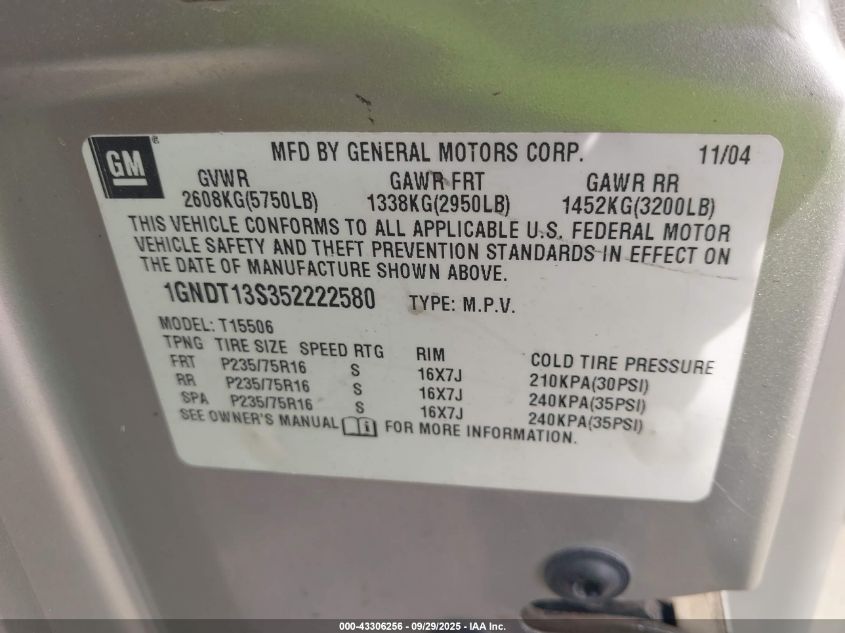 GM ® MFD BY GENERAL MOTORS CORP. 11/04
GVWR GAWR FRT GAWR RR
2608KG(5750LB) 1338KG(2950LB) 1452KG(3200LB)
THIS VEHICLE CONFORMS TO ALL APPLICABLE U.S. FEDERAL MOTOR
VEHICLE SAFETY AND THEFT PREVENTION STANDARDS IN EFFECT ON
THE DATE OF MANUFACTURE SHOWN ABOVE.
1GNDT13S352222580 TYPE: M.P.V.
MODEL: T15506
TPNG TIRE SIZE SPEED RTG RIM COLD TIRE PRESSURE
FRT P235/75R16 S 16X7J 210KPA(30PSI)
RR P235/75R16 S 16X7J 240KPA(35PSI)
SPA P235/75R16 S 16X7J 240KPA(35PSI)
SEE OWNER'S MANUAL FOR MORE INFORMATION.
000-43306256 - 09/29/2025 - IAA Inc.